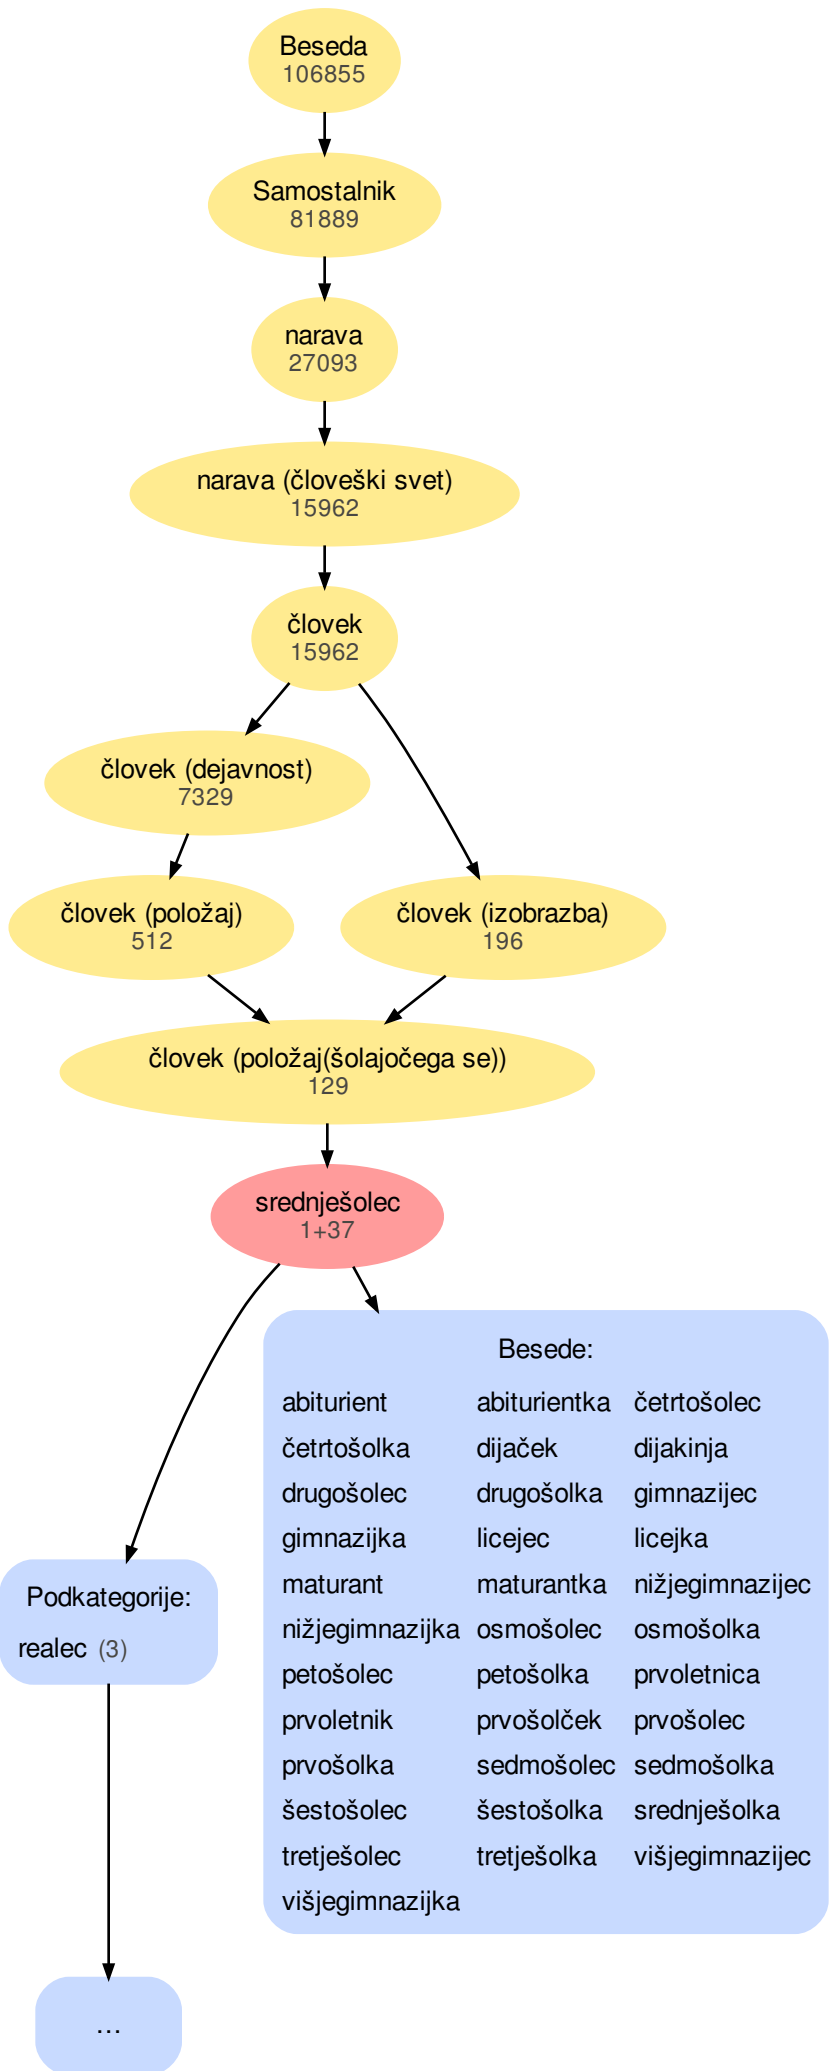 Beseda
106855
Samostalnik
81889
narava
27093
narava (človeški svet)
15962
človek
15962
človek (dejavnost)
7329
človek (položaj)
512
človek (izobrazba)
196
človek (položaj(šolajočega se))
129
srednješolec
1+37
Besede:
abiturient abiturientka četrtošolec
četrtošolka dijaček dijakinja
drugošolec drugošolka gimnazijec
gimnazijka licejec licejka
maturant maturantka nižjegimnazijec
nižjegimnazijka osmošolec osmošolka
petošolec petošolka prvoletnica
prvoletnik prvošolček prvošolec
prvošolka sedmošolec sedmošolka
šestošolec šestošolka srednješolka
tretješolec tretješolka višjegimnazijec
višjegimnazijka
Podkategorije:
realec (3)
...